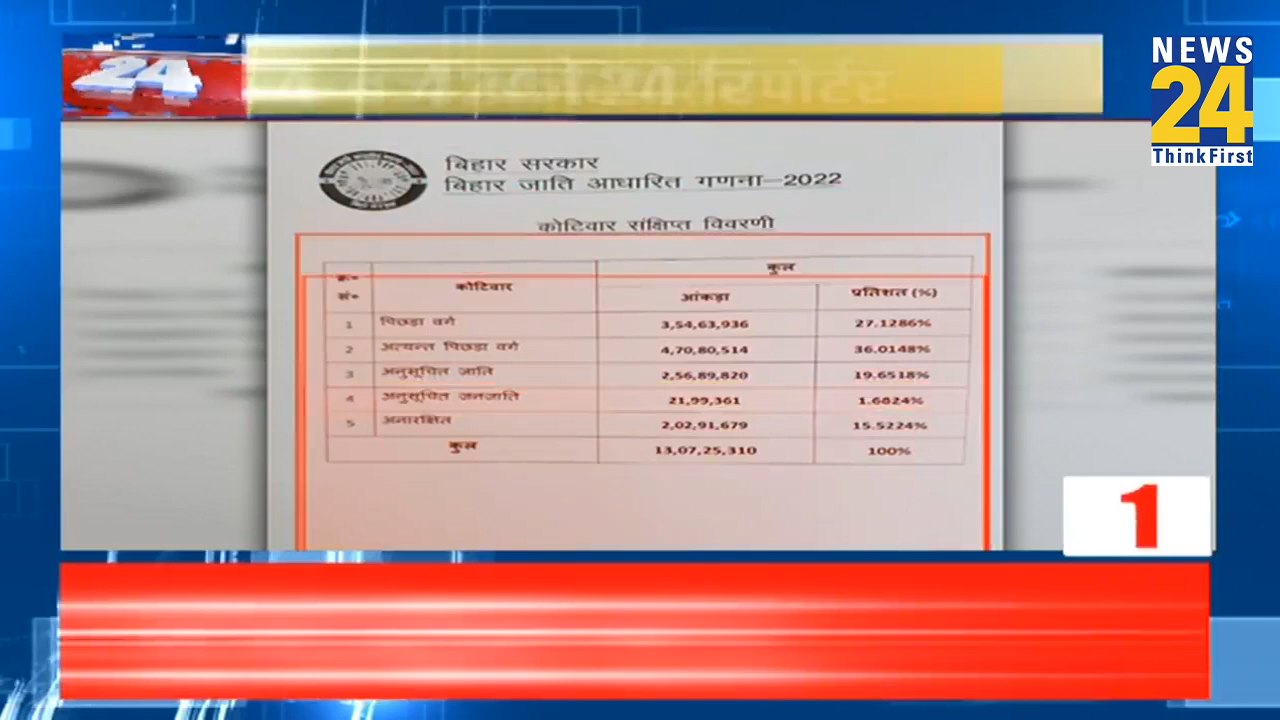 NEWS
24
ThinkFirst
24
रिपोर्टर
बिहार सरकार
बिहार जाति आधारित गणना–2022
कोटिवार संक्षिप्त विवरणी
क्र॰ सं॰ कोटिवार कुल
आंकड़ा प्रतिशत (%)
1 पिछड़ा वर्ग 3,54,63,936 27.1286%
2 अत्यन्त पिछड़ा वर्ग 4,70,80,514 36.0148%
3 अनुसूचित जाति 2,56,89,820 19.6518%
4 अनुसूचित जनजाति 21,99,361 1.6824%
5 अनारक्षित 2,02,91,679 15.5224%
कुल 13,07,25,310 100%
1